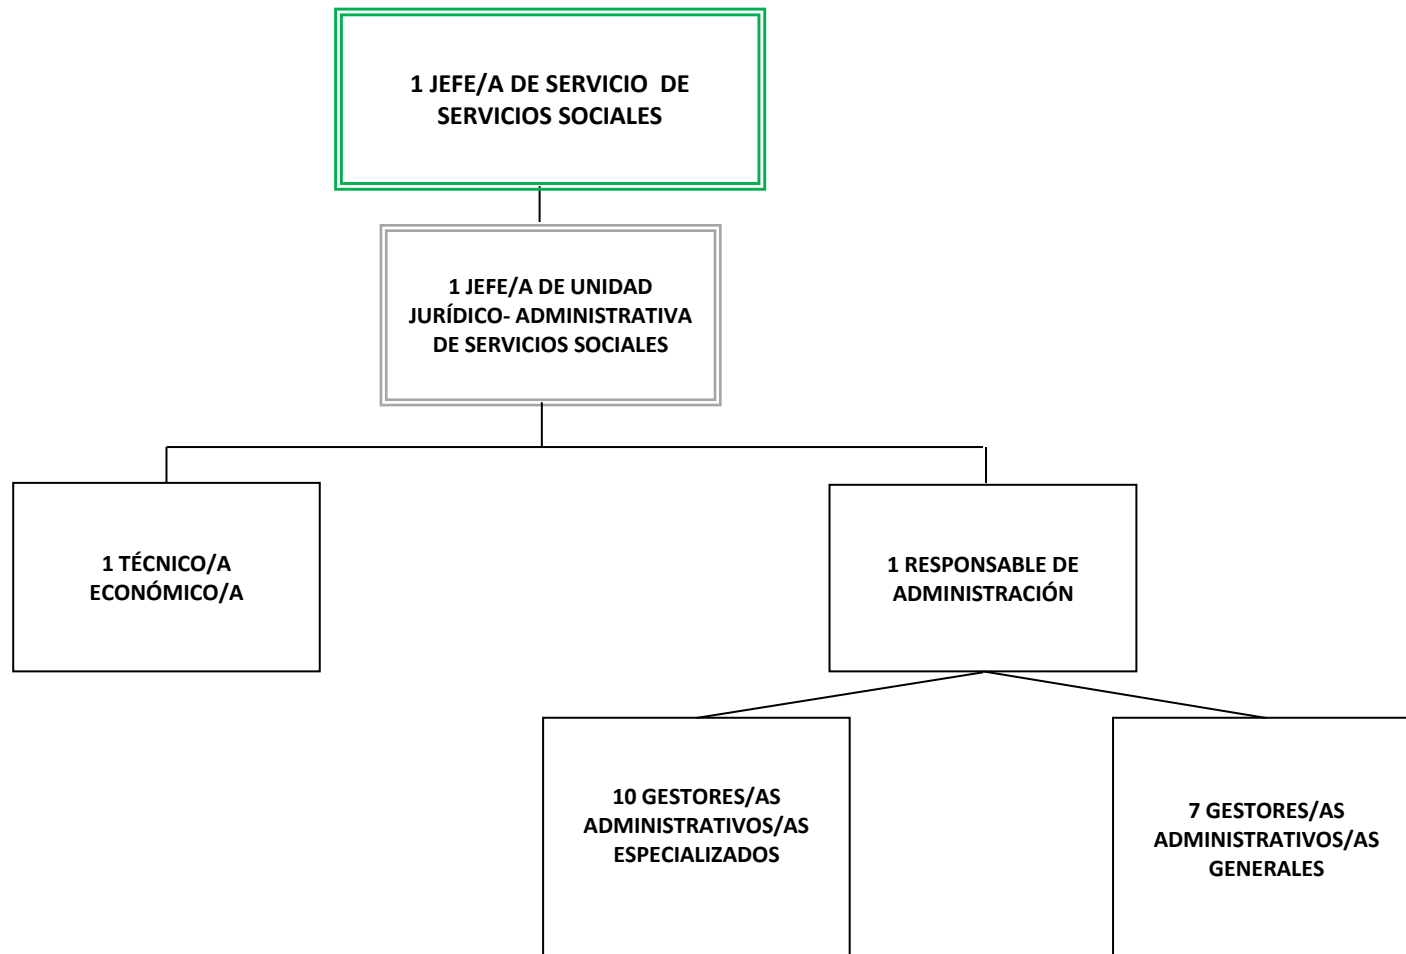 1 JEFE/A DE SERVICIO  DE
SERVICIOS SOCIALES
1 JEFE/A DE UNIDAD
JURÍDICO- ADMINISTRATIVA
DE SERVICIOS SOCIALES
1 TÉCNICO/A
ECONÓMICO/A
1 RESPONSABLE DE
ADMINISTRACIÓN
10 GESTORES/AS
ADMINISTRATIVOS/AS
ESPECIALIZADOS
7 GESTORES/AS
ADMINISTRATIVOS/AS
GENERALES